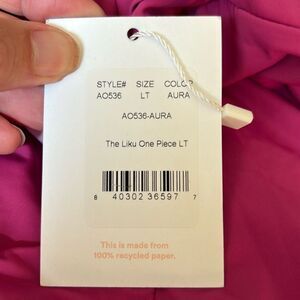 STYLE# SIZE COLOR
AO536 LT AURA
AO536-AURA
The Liku One Piece LT
8 40302 36597 7
This is made from
100% recycled paper.